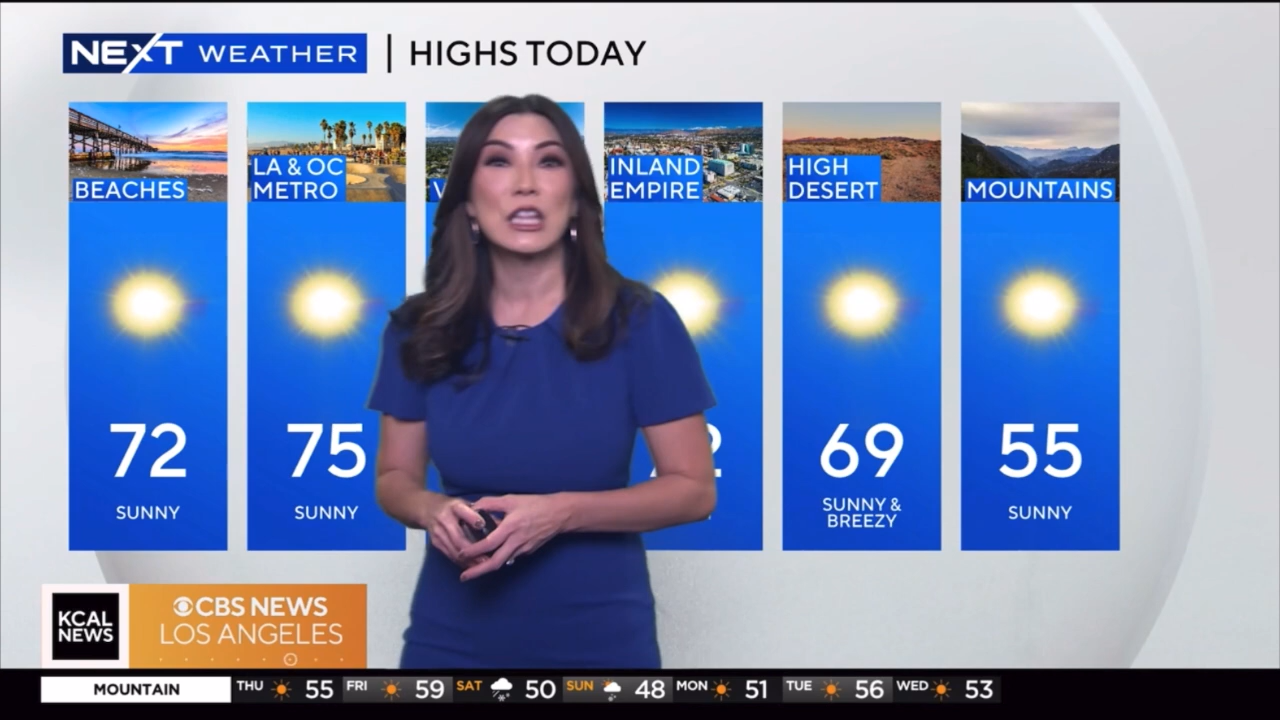 NEXT WEATHER | HIGHS TODAY
BEACHES
LA & OC
METRO
INLAND
EMPIRE
HIGH
DESERT
MOUNTAINS
72
75
69
55
SUNNY
SUNNY
SUNNY &
BREEZY
SUNNY
KCAL
NEWS
CBS NEWS
LOS ANGELES
MOUNTAIN THU 55 FRI 59 SAT 50 SUN 48 MON 51 TUE 56 WED 53